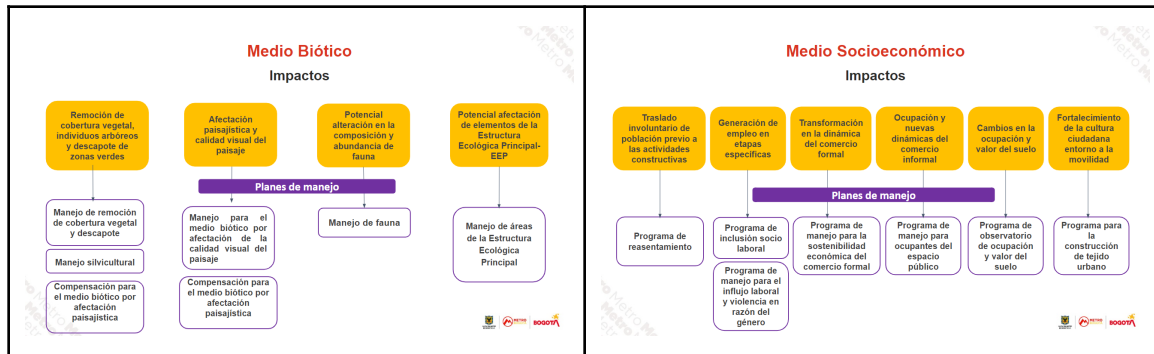 Medio Biótico
Impactos
Remoción de
cobertura vegetal,
individuos arbóreos
y descapote de
zonas verdes
Afectación
paisajística y
calidad visual del
paisaje
Potencial
alteración en la
composición y
abundancia de
fauna
Potencial afectación
de elementos de la
Estructura
Ecológica Principal-
EEP
Planes de manejo
Manejo de remoción
de cobertura vegetal
y descapote
Manejo silvicultural
Compensación para
el medio biótico por
afectación
paisajística
Manejo para el
medio biótico por
afectación de la
calidad visual del
paisaje
Compensación para
el medio biótico por
afectación
paisajística
Manejo de fauna
Manejo de áreas
de la Estructura
Ecológica
Principal
METRO
BOGOTÁ
Medio Socioeconómico
Impactos
Traslado
involuntario de
población previo a
las actividades
constructivas
Generación de
empleo en
etapas
específicas
Transformación
en la dinámica
del comercio
formal
Ocupación y
nuevas
dinámicas del
comercio
informal
Cambios en la
ocupación y
valor del suelo
Fortalecimiento
de la cultura
ciudadana
entorno a la
movilidad
Planes de manejo
Programa de
reasentamiento
Programa de
inclusión socio
laboral
Programa de
manejo para el
influjo laboral
y violencia en
razón del
género
Programa de
manejo para la
sostenibilidad
económica del
comercio formal
Programa de
manejo para
ocupantes del
espacio
público
Programa de
observatorio
de ocupación
y valor del
suelo
Programa para
la
construcción
de tejido
urbano
METRO
BOGOTÁ